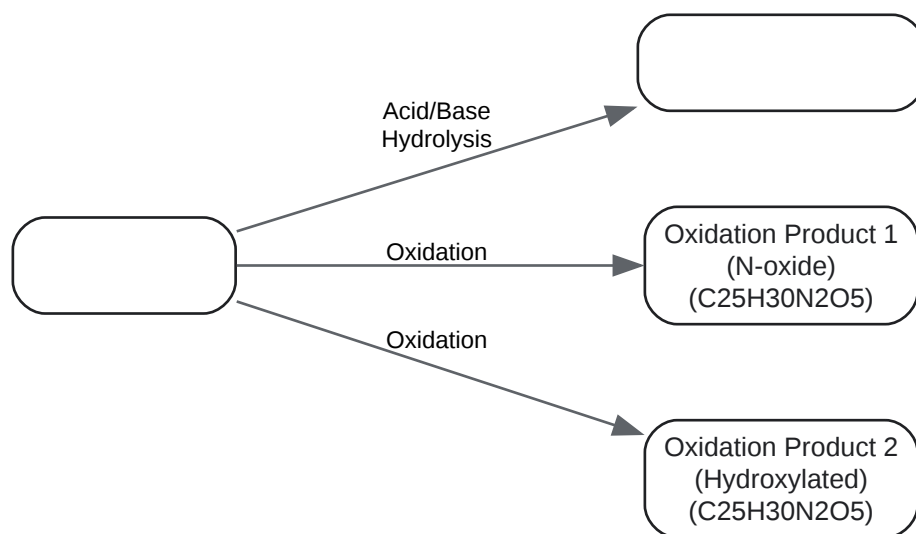 Acid/Base
Hydrolysis
Oxidation
Oxidation Product 1
(N-oxide)
(C25H30N2O5)
Oxidation
Oxidation Product 2
(Hydroxylated)
(C25H30N2O5)